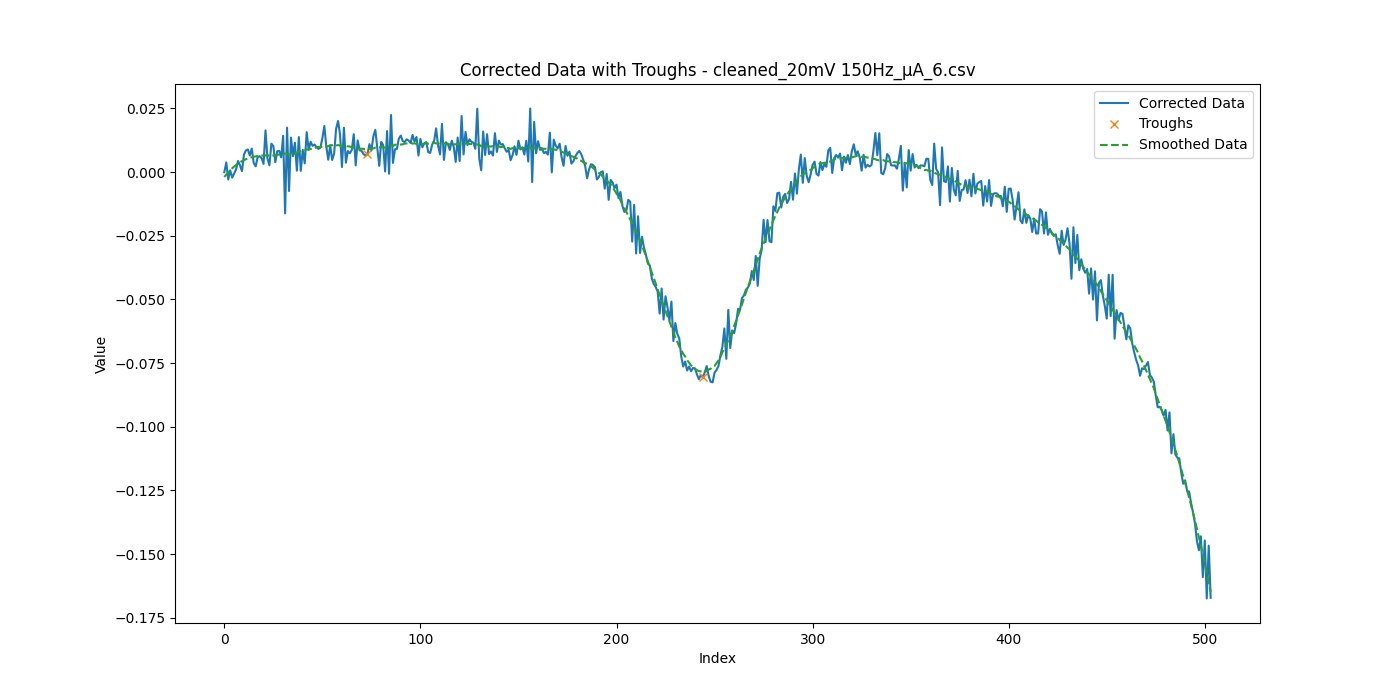 Corrected Data with Troughs - cleaned_20mV 150Hz_µA_6.csv
Corrected Data
Troughs
Smoothed Data
Value
0.025
0.000
−0.025
−0.050
−0.075
−0.100
−0.125
−0.150
−0.175
0 100 200 300 400 500
Index